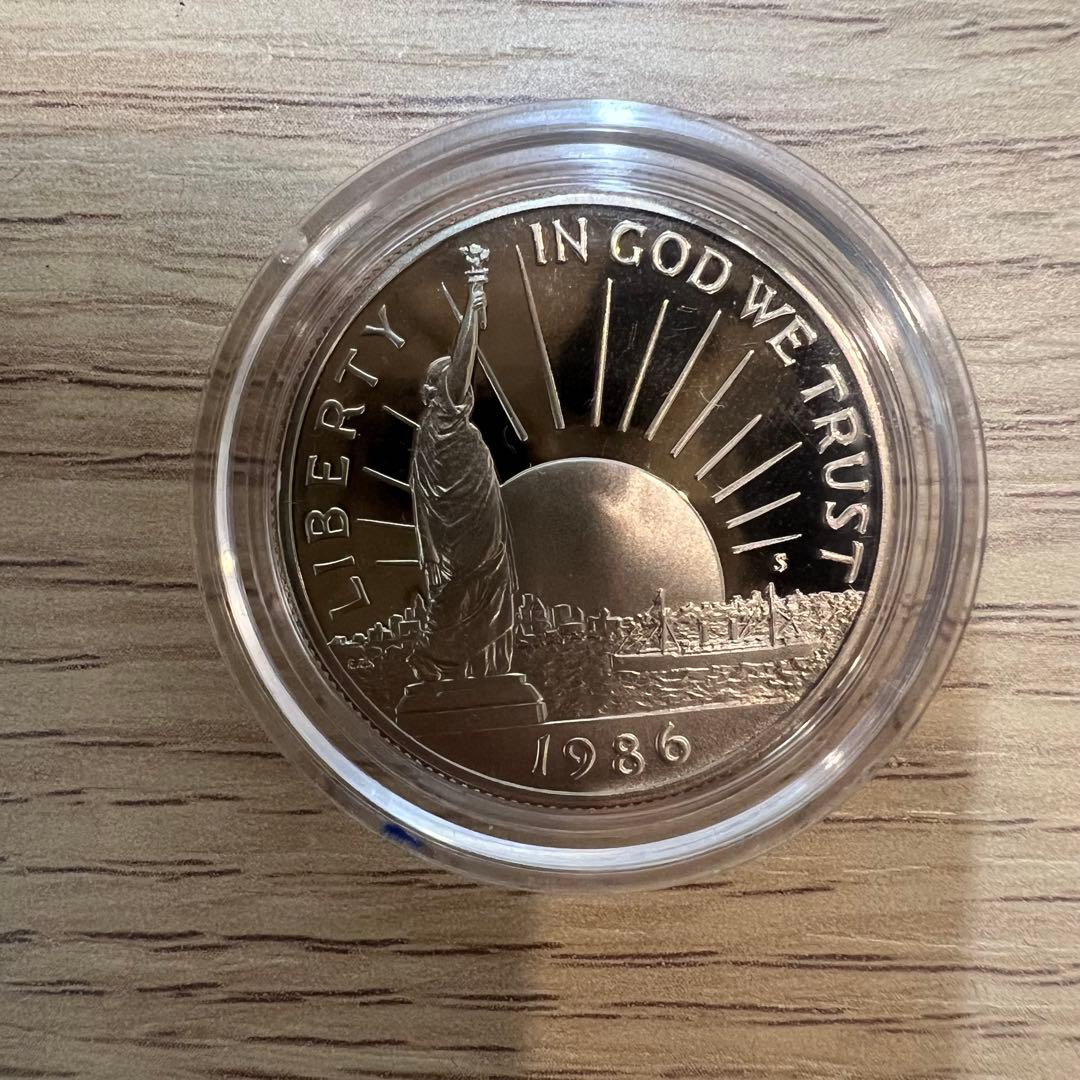 LIBERTY
IN GOD WE TRUST
S
1986